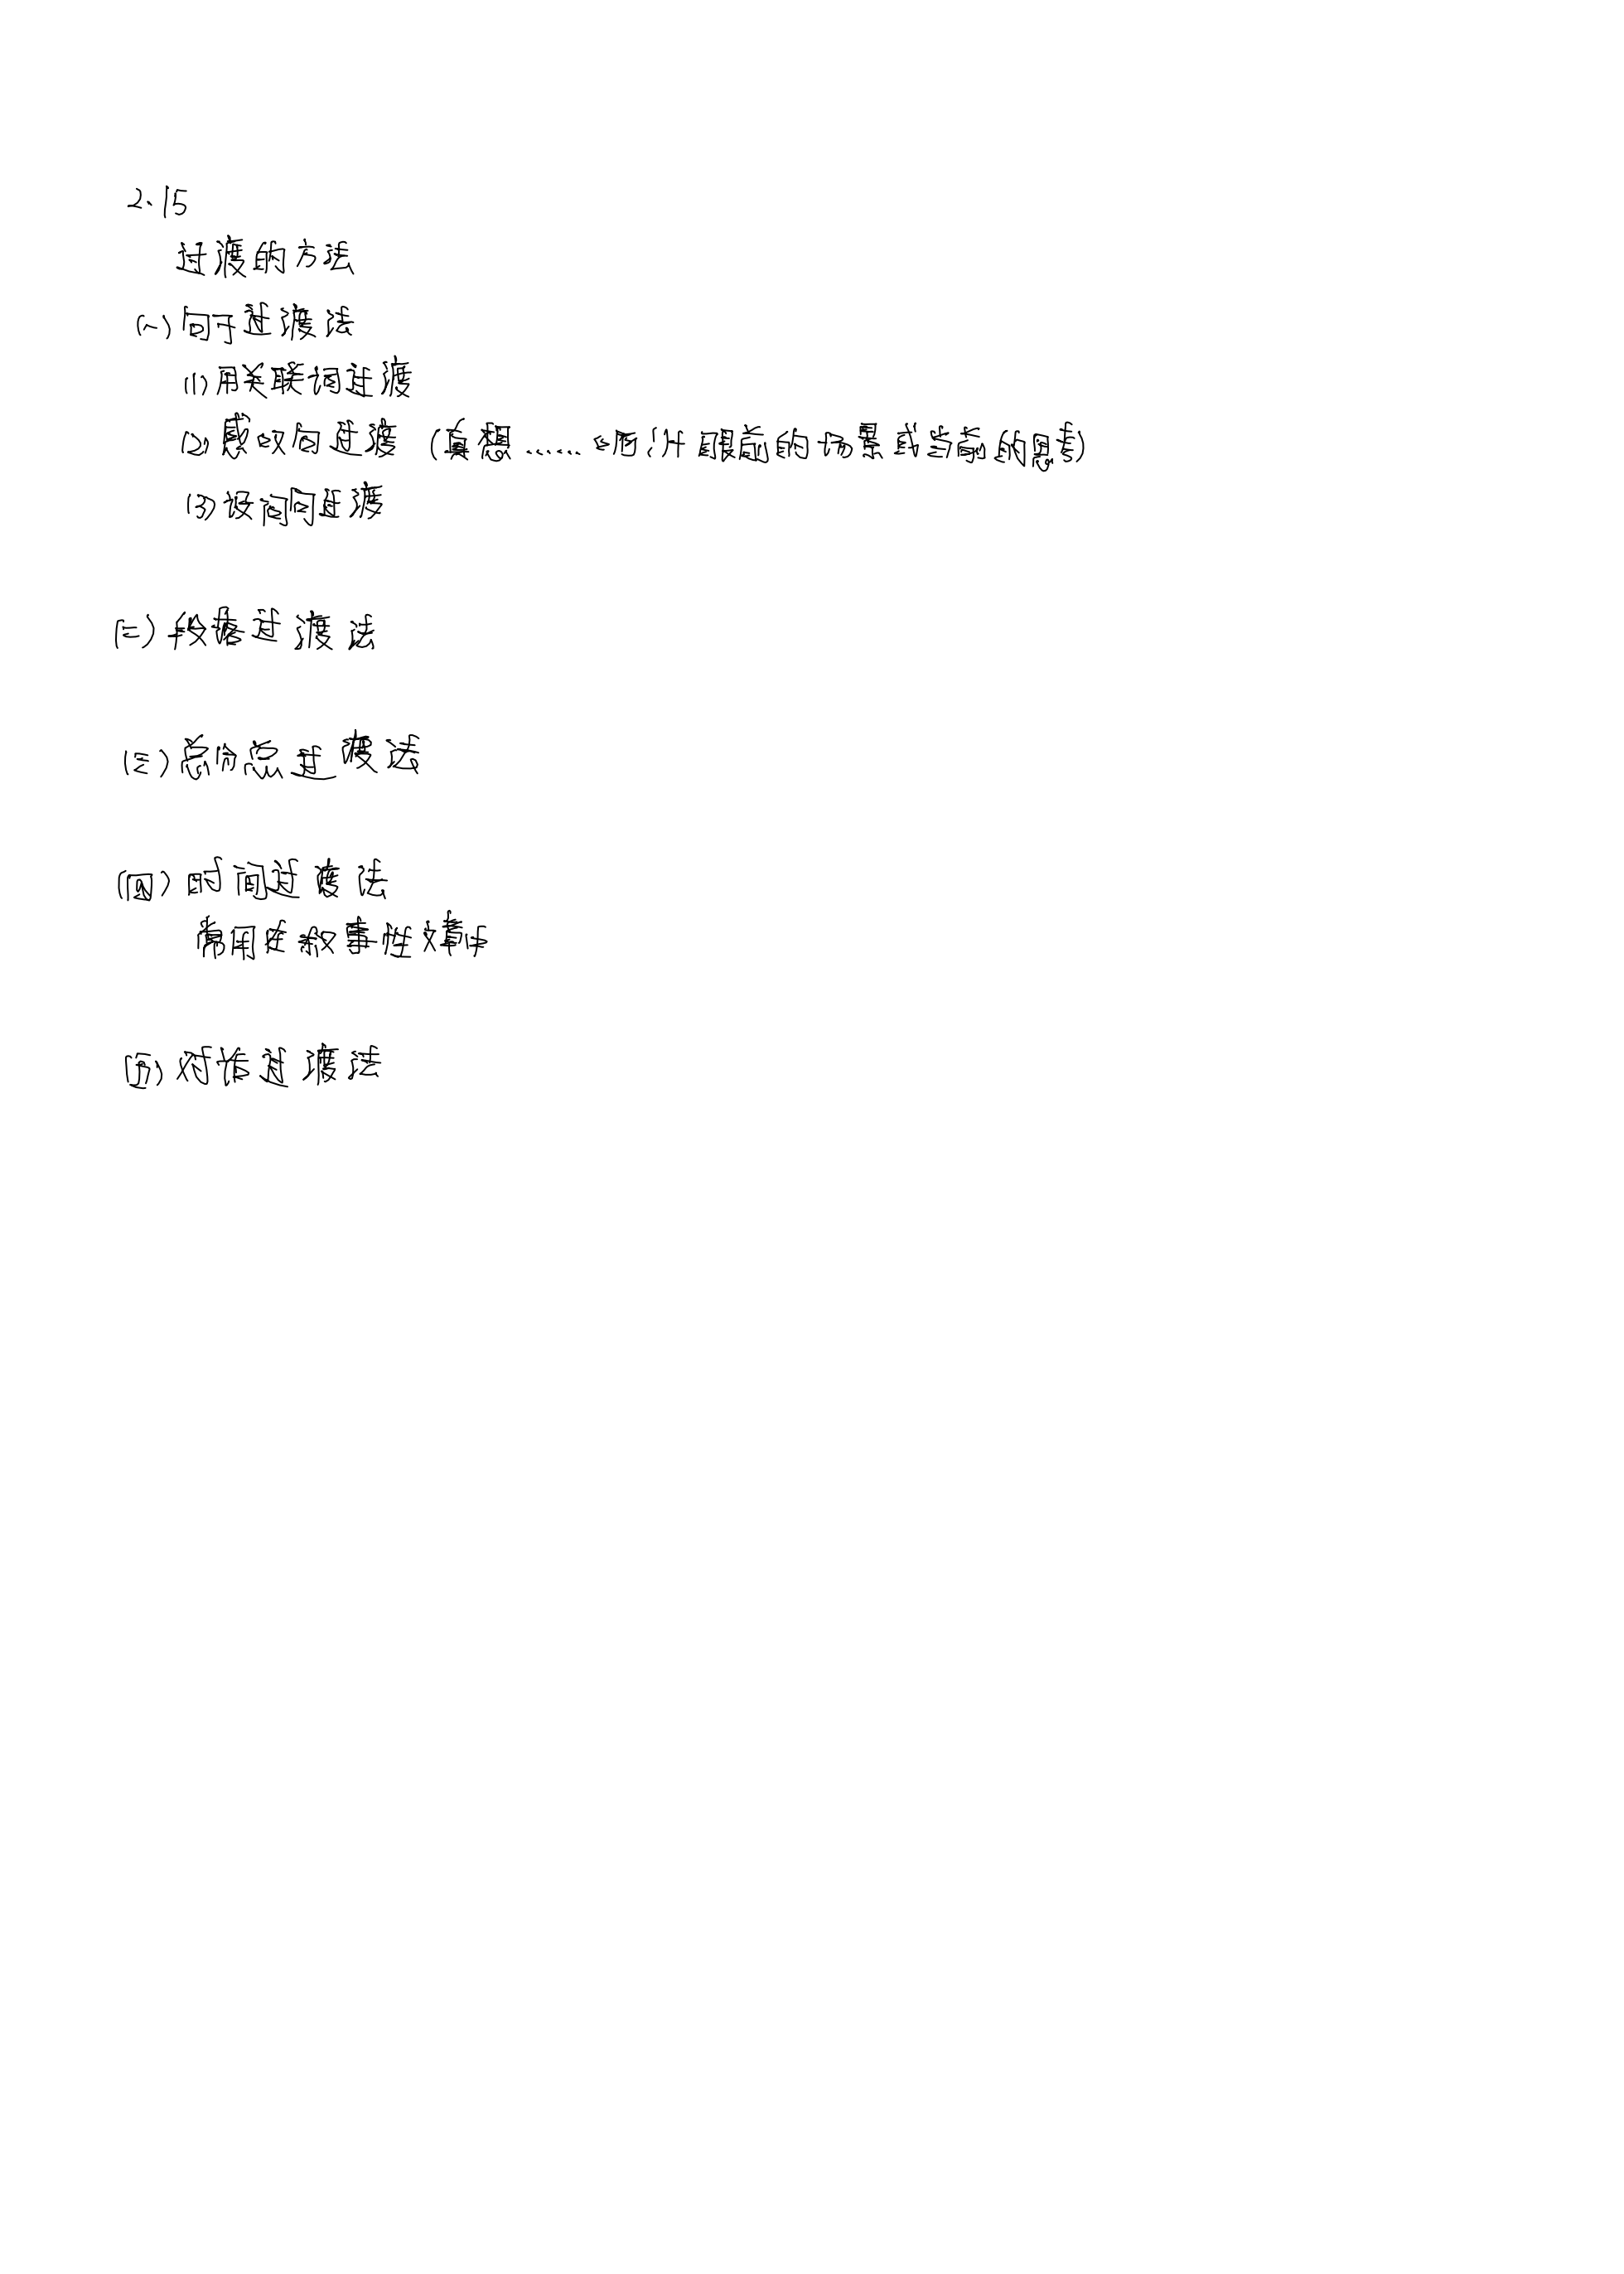 2.15
过渡的方法
(一)句子过渡法
(1)用关联词过渡
(2)感叹句过渡(真想…… 眼前的场景或当前的思考)
(3)设问句过渡
(二)段落过渡法
(三)总分总过渡法
(四)时间过渡法
常用在叙事性文章中
(五)对话过渡法